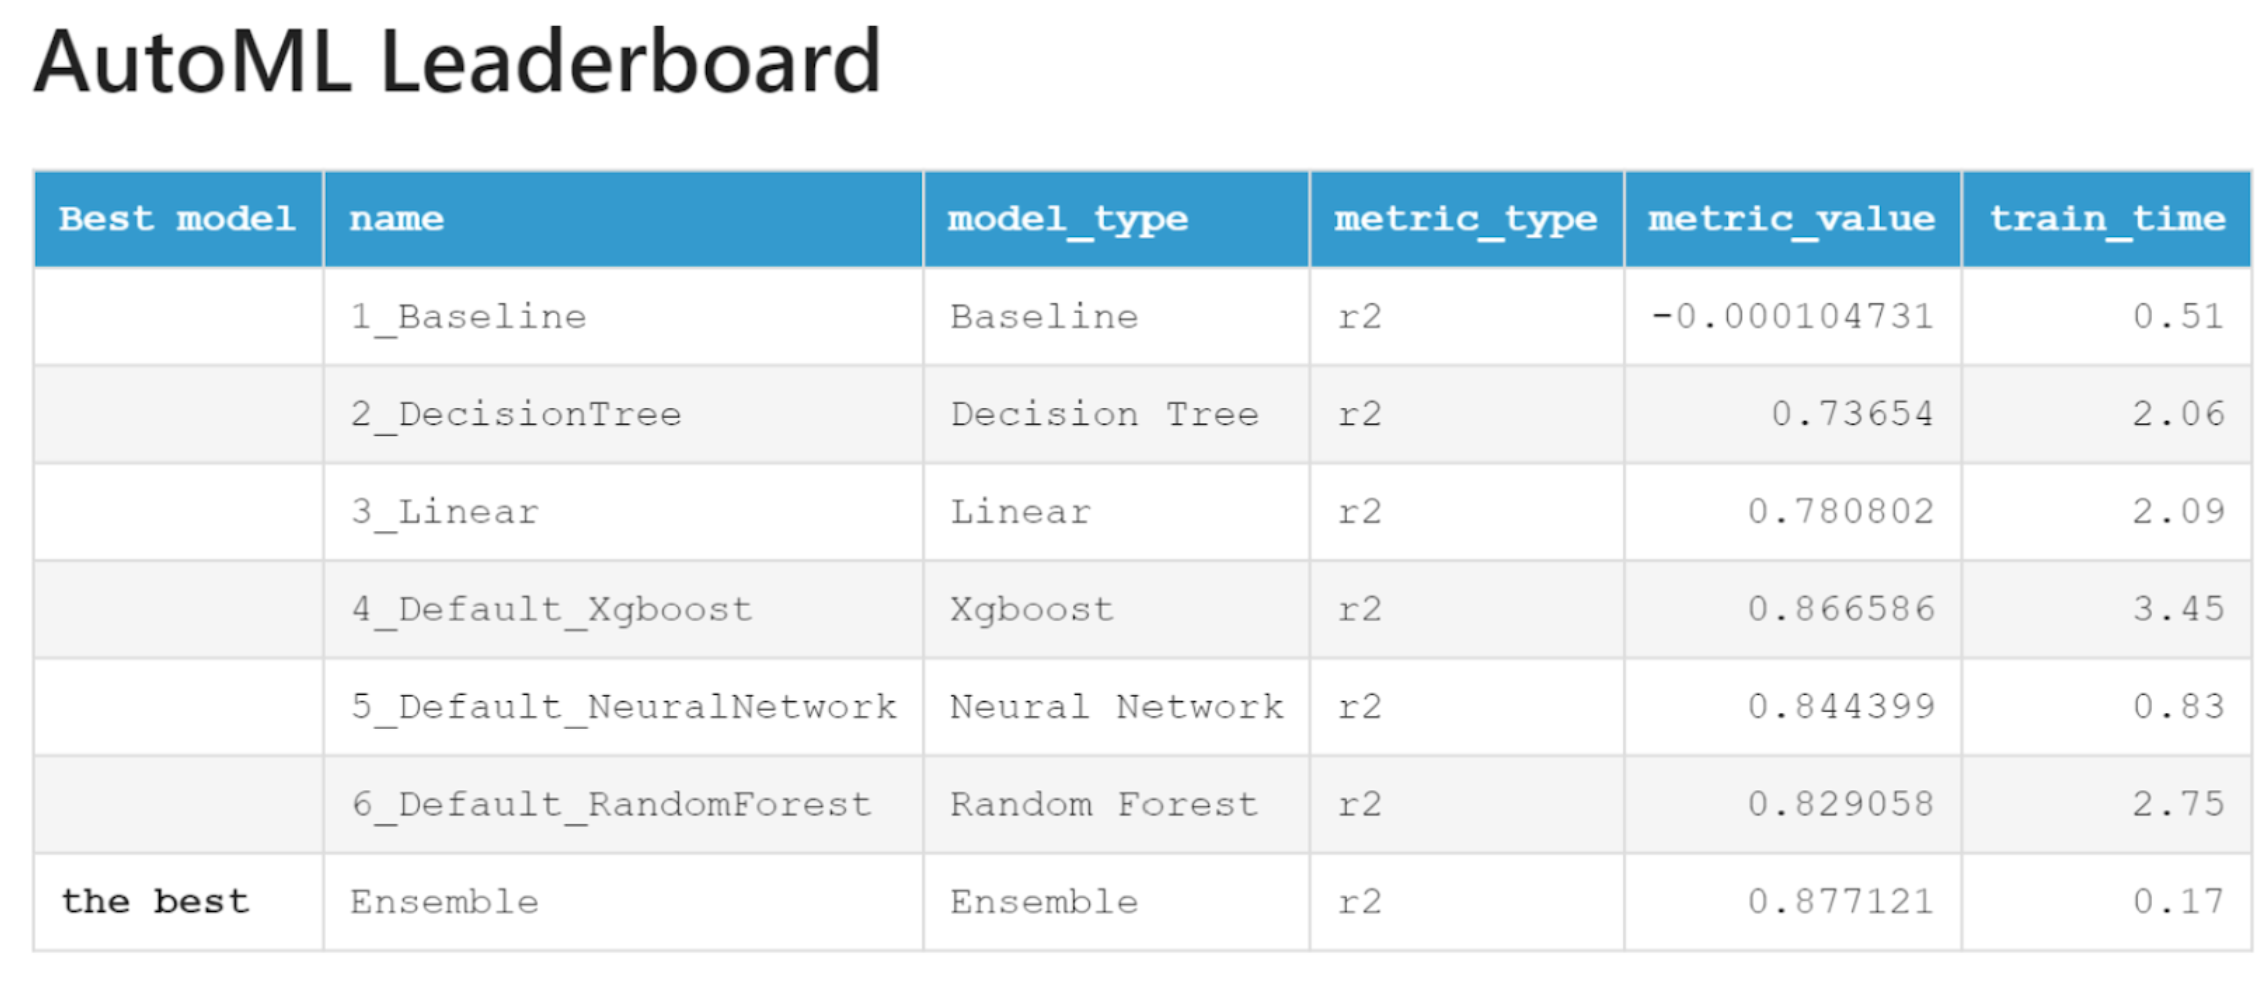 AutoML Leaderboard
Best model name model_type metric_type metric_value train_time
1_Baseline Baseline r2 -0.000104731 0.51
2_DecisionTree Decision Tree r2 0.73654 2.06
3_Linear Linear r2 0.780802 2.09
4_Default_Xgboost Xgboost r2 0.866586 3.45
5_Default_NeuralNetwork Neural Network r2 0.844399 0.83
6_Default_RandomForest Random Forest r2 0.829058 2.75
the best Ensemble Ensemble r2 0.877121 0.17